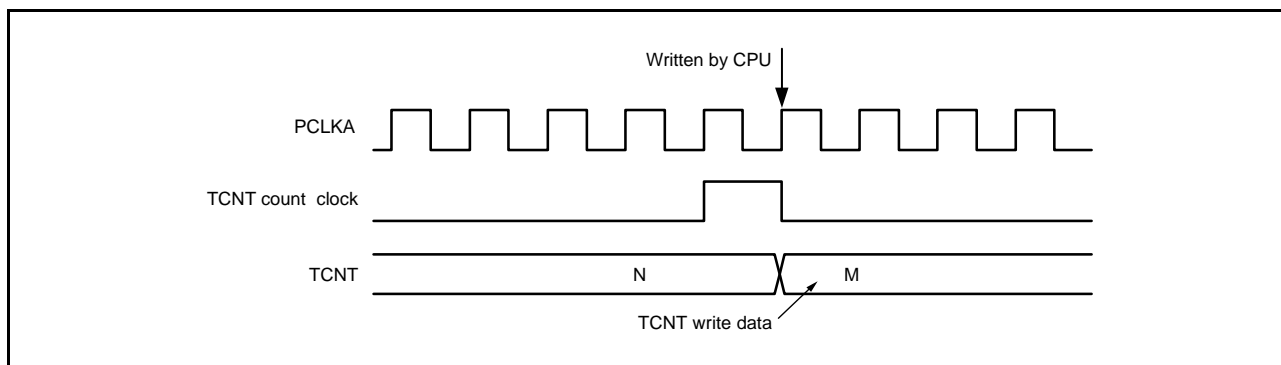 Written by CPU
PCLKA
TCNT count clock
TCNT
N
M
TCNT write data